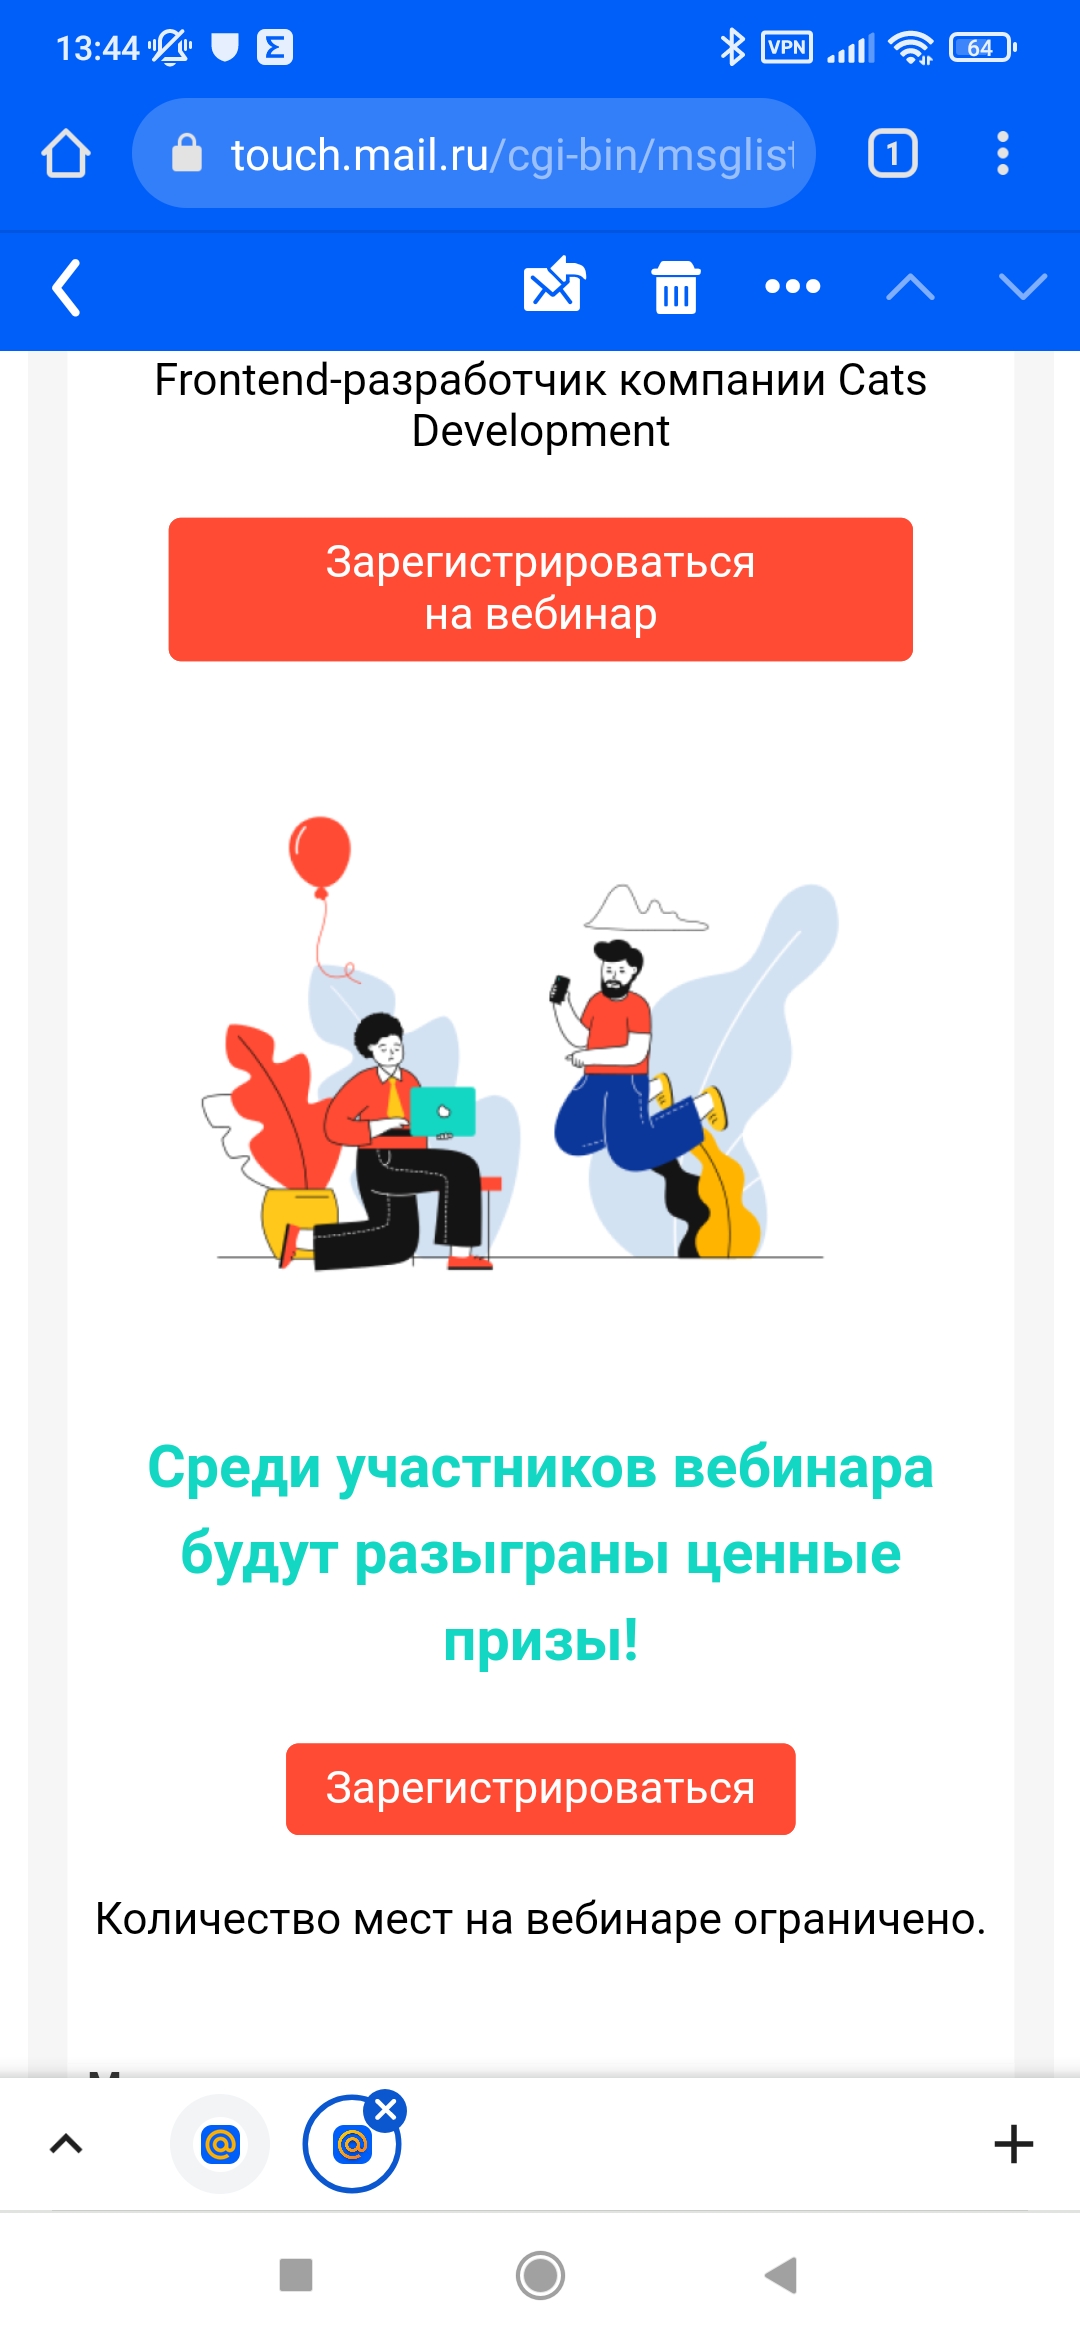 13:44
VPN
64
touch.mail.ru/cgi-bin/msglist
1
Frontend-разработчик компании Cats
Development
Зарегистрироваться
на вебинар
Среди участников вебинара
будут разыграны ценные
призы!
Зарегистрироваться
Количество мест на вебинаре ограничено.